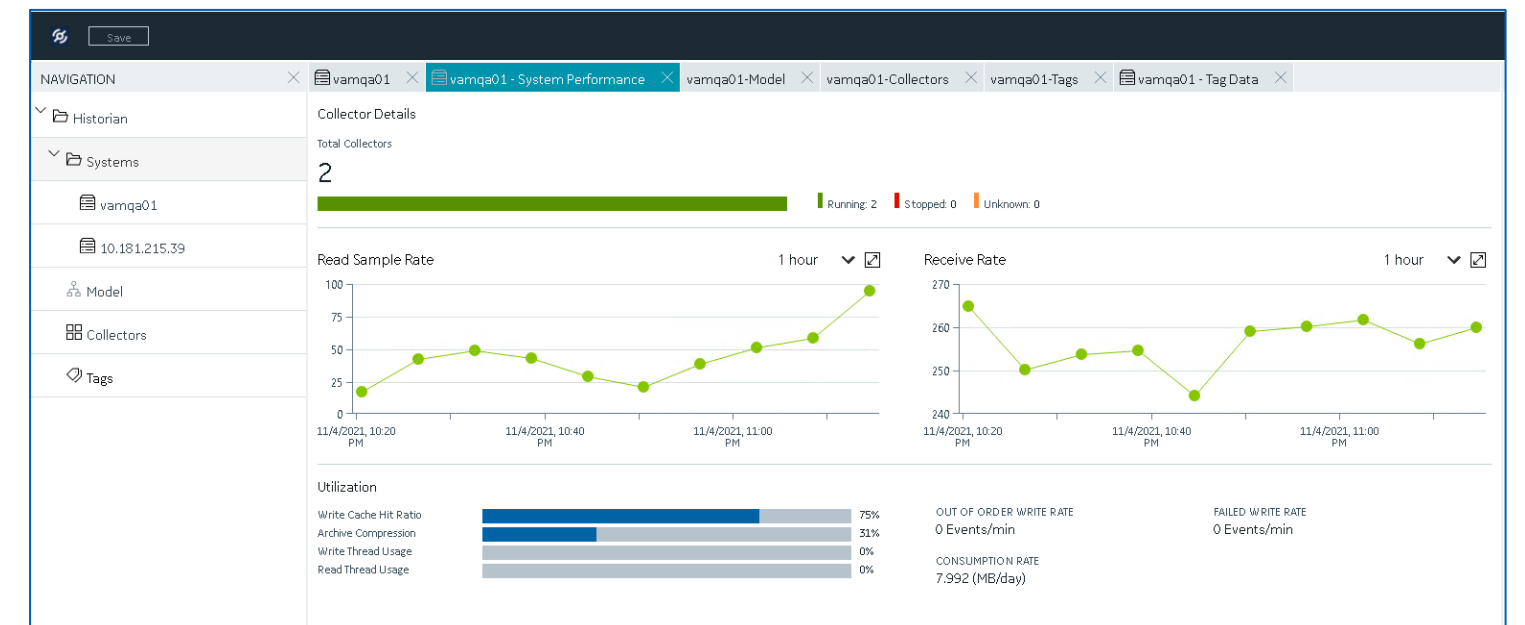 Save
NAVIGATION
vamqa01
vamqa01 - System Performance
vamqa01-Model
vamqa01-Collectors
vamqa01-Tags
vamqa01 - Tag Data
Historian
Systems
vamqa01
10.181.215.39
Model
Collectors
Tags
Collector Details
Total Collectors
2
Running: 2
Stopped: 0
Unknown: 0
Read Sample Rate
1 hour
100
75
50
25
0
11/4/2021, 10:20
PM
11/4/2021, 10:40
PM
11/4/2021, 11:00
PM
Receive Rate
1 hour
270
260
250
240
11/4/2021, 10:20
PM
11/4/2021, 10:40
PM
11/4/2021, 11:00
PM
Utilization
Write Cache Hit Ratio
75%
Archive Compression
31%
Write Thread Usage
0%
Read Thread Usage
0%
OUT OF ORDER WRITE RATE
0 Events/min
FAILED WRITE RATE
0 Events/min
CONSUMPTION RATE
7.992 (MB/day)